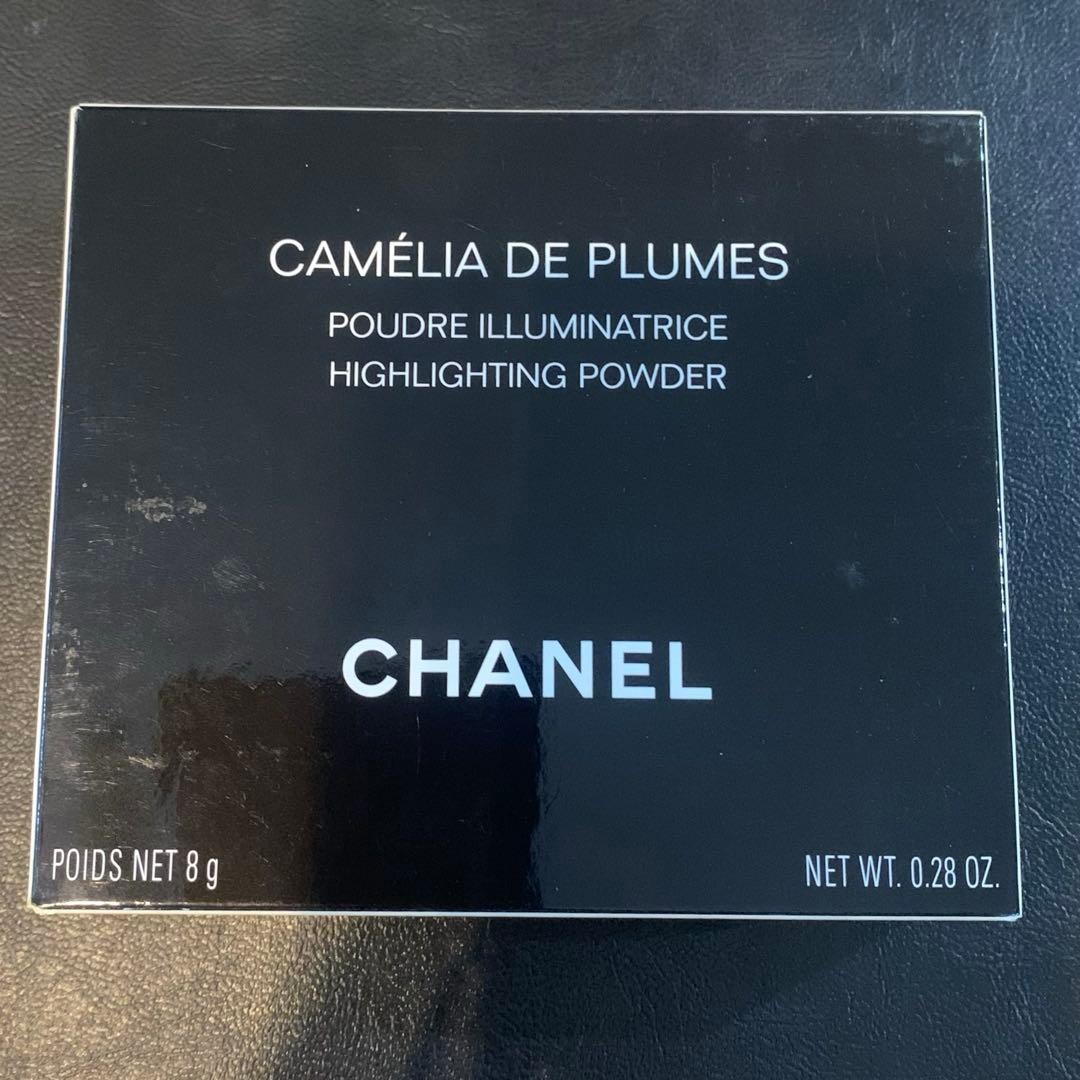 CAMÉLIA DE PLUMES
POUDRE ILLUMINATRICE
HIGHLIGHTING POWDER
CHANEL
POIDS NET 8 g
NET WT. 0.28 OZ.